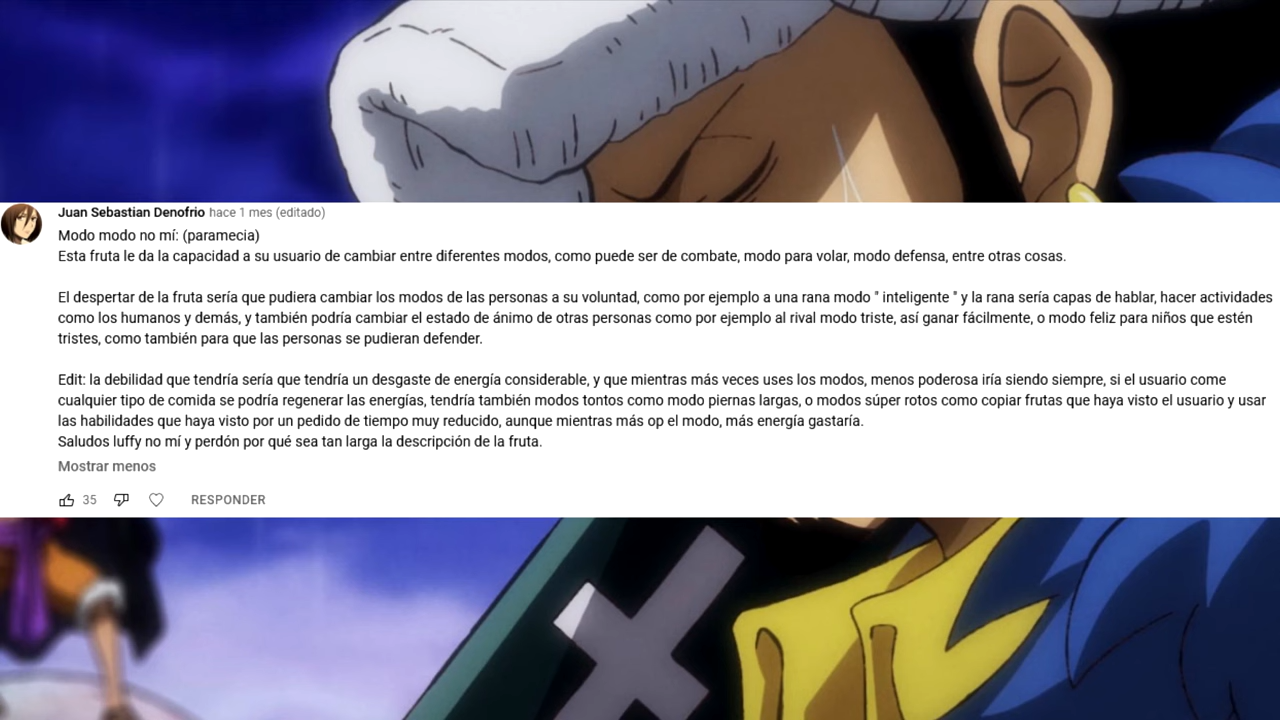 Juan Sebastian Denofrio hace 1 mes (editado)
Modo modo no mí: (paramecia)
Esta fruta le da la capacidad a su usuario de cambiar entre diferentes modos, como puede ser de combate, modo para volar, modo defensa, entre otras cosas.
El despertar de la fruta sería que pudiera cambiar los modos de las personas a su voluntad, como por ejemplo a una rana modo " inteligente " y la rana sería capas de hablar, hacer actividades
como los humanos y demás, y también podría cambiar el estado de ánimo de otras personas como por ejemplo al rival modo triste, así ganar fácilmente, o modo feliz para niños que estén
tristes, como también para que las personas se pudieran defender.
Edit: la debilidad que tendría sería que tendría un desgaste de energía considerable, y que mientras más veces uses los modos, menos poderosa iría siendo siempre, si el usuario come
cualquier tipo de comida se podría regenerar las energías, tendría también modos tontos como modo piernas largas, o modos súper rotos como copiar frutas que haya visto el usuario y usar
las habilidades que haya visto por un pedido de tiempo muy reducido, aunque mientras más op el modo, más energía gastaría.
Saludos luffy no mí y perdón por qué sea tan larga la descripción de la fruta.
Mostrar menos
35 RESPONDER